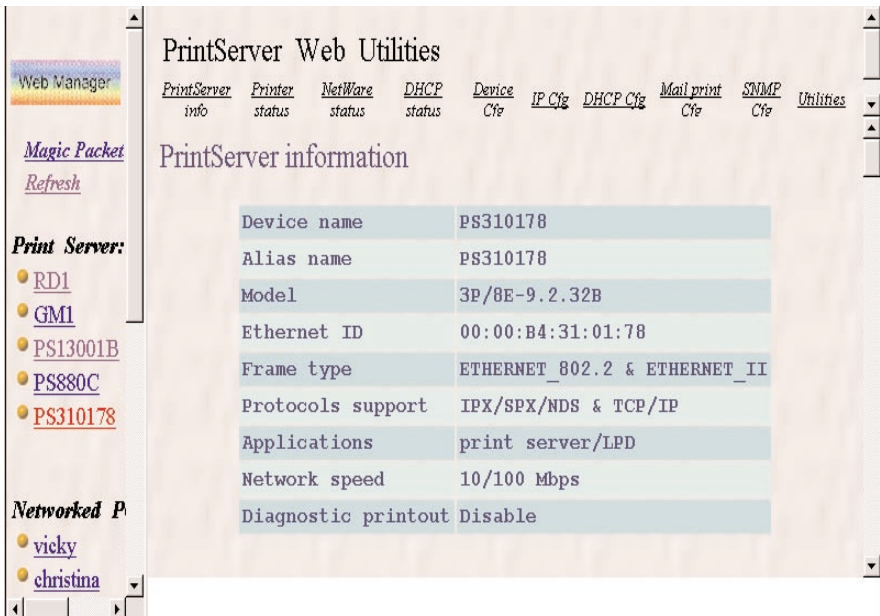 Web Manager
Magic Packet
Refresh
Print Server:
RD1
GM1
PS13001B
PS880C
PS310178
Networked P
vicky
christina
PrintServer Web Utilities
PrintServer info
Printer status
NetWare status
DHCP status
Device Cfg
IP Cfg
DHCP Cfg
Mail print Cfg
SNMP Cfg
Utilities
PrintServer information
Device name PS310178
Alias name PS310178
Model 3P/8E-9.2.32B
Ethernet ID 00:00:B4:31:01:78
Frame type ETHERNET_802.2 & ETHERNET_II
Protocols support IPX/SPX/NDS & TCP/IP
Applications print server/LPD
Network speed 10/100 Mbps
Diagnostic printout Disable